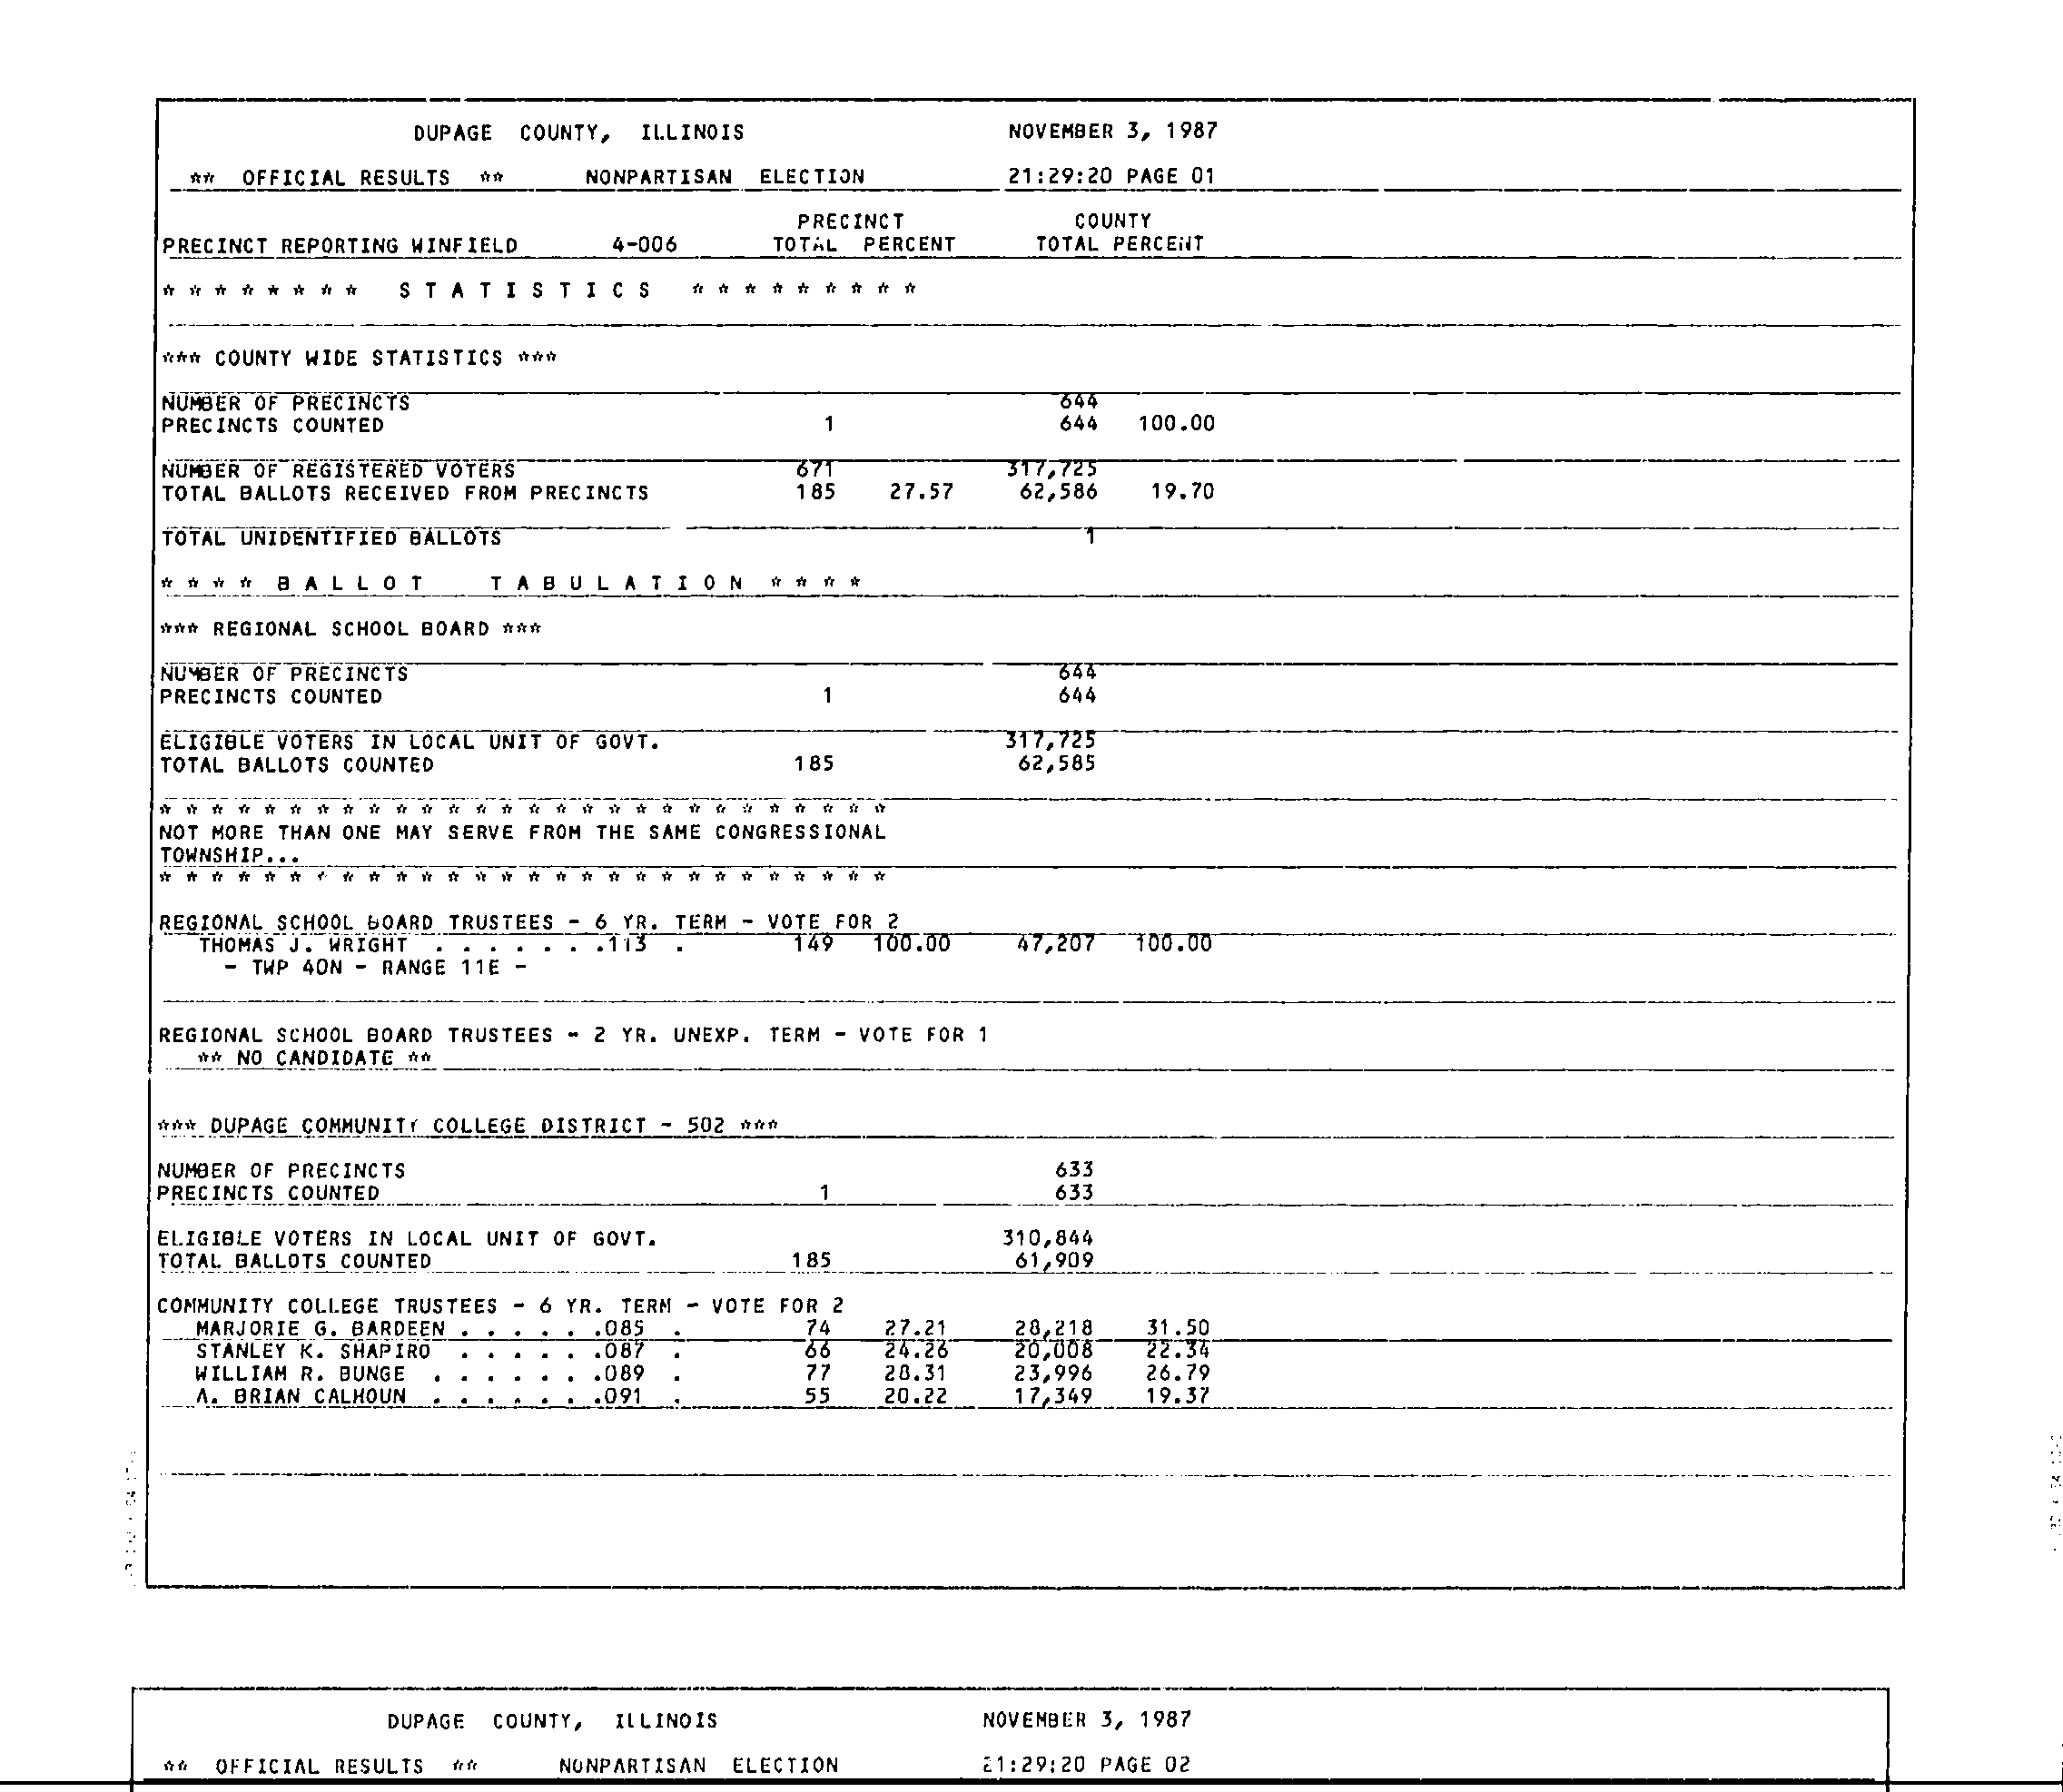 DUPAGE COUNTY, ILLINOIS NOVEMBER 3, 1987
** OFFICIAL RESULTS ** NONPARTISAN ELECTION 21:29:20 PAGE 01
PRECINCT COUNTY
PRECINCT REPORTING WINFIELD 4-006 TOTAL PERCENT TOTAL PERCENT
* * * * * * * * S T A T I S T I C S * * * * * * * * *
*** COUNTY WIDE STATISTICS ***
NUMBER OF PRECINCTS 644
PRECINCTS COUNTED 1 644 100.00
NUMBER OF REGISTERED VOTERS 671 317,725
TOTAL BALLOTS RECEIVED FROM PRECINCTS 185 27.57 62,586 19.70
TOTAL UNIDENTIFIED BALLOTS 1
* * * * B A L L O T T A B U L A T I O N * * * *
*** REGIONAL SCHOOL BOARD ***
NUMBER OF PRECINCTS 644
PRECINCTS COUNTED 1 644
ELIGIBLE VOTERS IN LOCAL UNIT OF GOVT. 317,725
TOTAL BALLOTS COUNTED 185 62,585
* * * * * * * * * * * * * * * * * * * * * * * * * * * *
NOT MORE THAN ONE MAY SERVE FROM THE SAME CONGRESSIONAL
TOWNSHIP...
* * * * * * * * * * * * * * * * * * * * * * * * * * * *
REGIONAL SCHOOL BOARD TRUSTEES - 6 YR. TERM - VOTE FOR 2
THOMAS J. WRIGHT . . . . . . .113 . 149 100.00 47,207 100.00
- TWP 40N - RANGE 11E -
REGIONAL SCHOOL BOARD TRUSTEES - 2 YR. UNEXP. TERM - VOTE FOR 1
** NO CANDIDATE **
*** DUPAGE COMMUNITY COLLEGE DISTRICT - 502 ***
NUMBER OF PRECINCTS 633
PRECINCTS COUNTED 1 633
ELIGIBLE VOTERS IN LOCAL UNIT OF GOVT. 310,844
TOTAL BALLOTS COUNTED 185 61,909
COMMUNITY COLLEGE TRUSTEES - 6 YR. TERM - VOTE FOR 2
MARJORIE G. BARDEEN . . . . . .085 . 74 27.21 28,218 31.50
STANLEY K. SHAPIRO . . . . . .087 . 66 24.26 20,008 22.34
WILLIAM R. BUNGE . . . . . . .089 . 77 28.31 23,996 26.79
A. BRIAN CALHOUN . . . . . . .091 . 55 20.22 17,349 19.37
DUPAGE COUNTY, ILLINOIS NOVEMBER 3, 1987
** OFFICIAL RESULTS ** NONPARTISAN ELECTION 21:29:20 PAGE 02